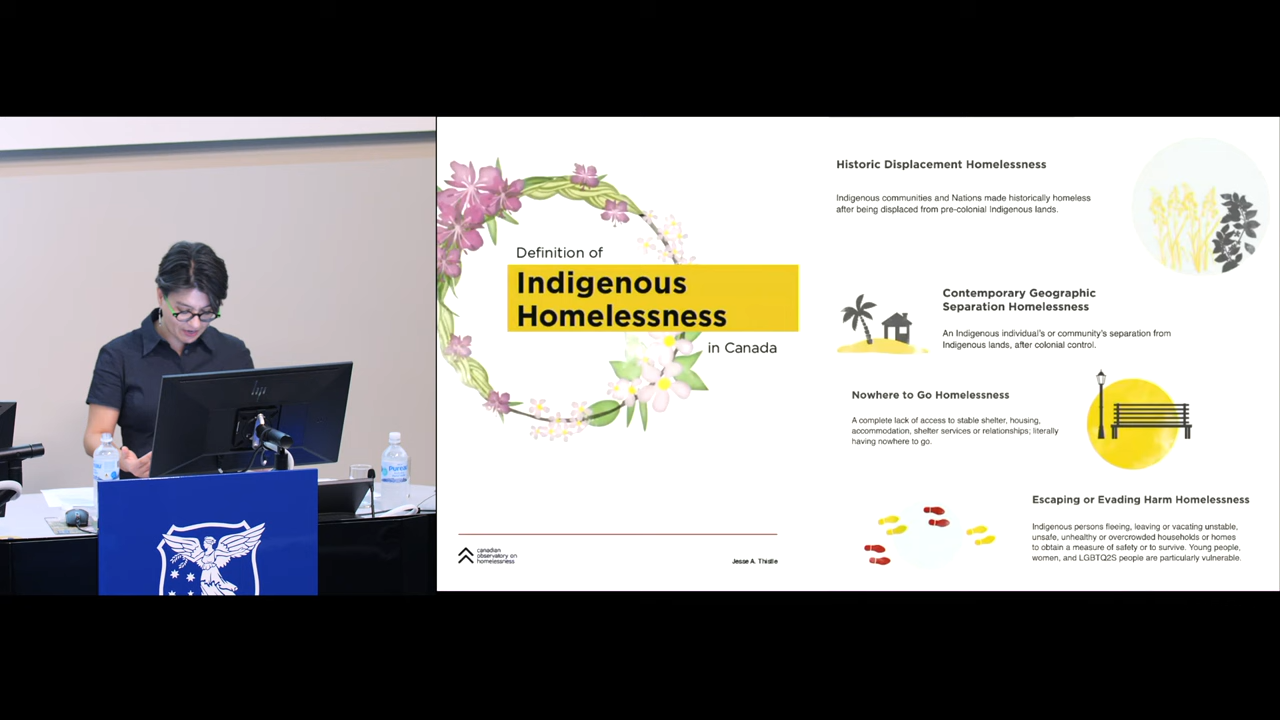 Definition of
Indigenous
Homelessness
in Canada
canadian
observatory on
homelessness
Jesse A. Thistle
Historic Displacement Homelessness
Indigenous communities and Nations made historically homeless
after being displaced from pre-colonial Indigenous lands.
Contemporary Geographic
Separation Homelessness
An Indigenous individual's or community's separation from
Indigenous lands, after colonial control.
Nowhere to Go Homelessness
A complete lack of access to stable shelter, housing,
accommodation, shelter services or relationships; literally
having nowhere to go.
Escaping or Evading Harm Homelessness
Indigenous persons fleeing, leaving or vacating unstable,
unsafe, unhealthy or overcrowded households or homes
to obtain a measure of safety or to survive. Young people,
women, and LGBTQ2S people are particularly vulnerable.
hp